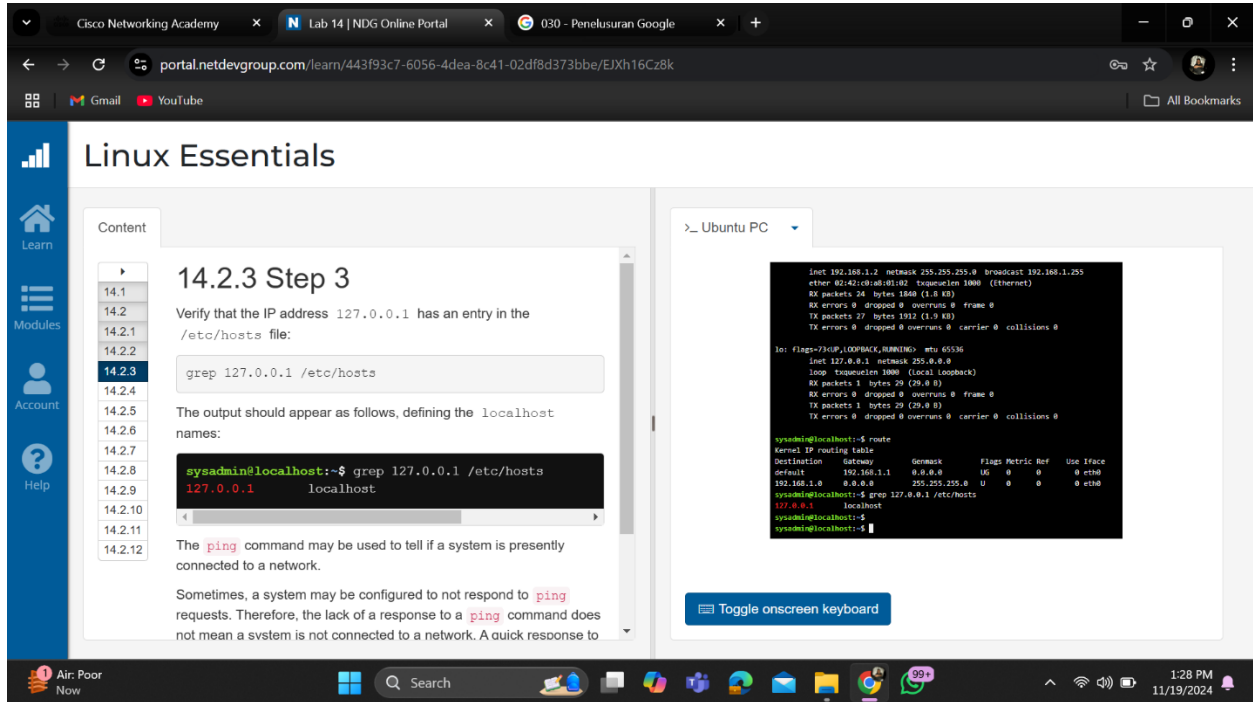 Cisco Networking Academy
Lab 14 | NDG Online Portal
030 - Penelusuran Google
portal.netdevgroup.com/learn/443f93c7-6056-4dea-8c41-02df8d373bbe/EJXh16Cz8k
Gmail
YouTube
All Bookmarks
Linux Essentials
Learn
Modules
Account
Help
Content
14.1
14.2
14.2.1
14.2.2
14.2.3
14.2.4
14.2.5
14.2.6
14.2.7
14.2.8
14.2.9
14.2.10
14.2.11
14.2.12
14.2.3 Step 3
Verify that the IP address 127.0.0.1 has an entry in the
/etc/hosts file:
grep 127.0.0.1 /etc/hosts
The output should appear as follows, defining the localhost
names:
sysadmin@localhost:~$ grep 127.0.0.1 /etc/hosts
127.0.0.1 localhost
The ping command may be used to tell if a system is presently
connected to a network.
Sometimes, a system may be configured to not respond to ping
requests. Therefore, the lack of a response to a ping command does
not mean a system is not connected to a network. A quick response to
>_ Ubuntu PC
inet 192.168.1.2 netmask 255.255.255.0 broadcast 192.168.1.255
ether 02:42:c0:a8:01:02 txqueuelen 1000 (Ethernet)
RX packets 24 bytes 1840 (1.8 KB)
RX errors 0 dropped 0 overruns 0 frame 0
TX packets 27 bytes 1912 (1.9 KB)
TX errors 0 dropped 0 overruns 0 carrier 0 collisions 0
lo: flags=73<UP,LOOPBACK,RUNNING> mtu 65536
inet 127.0.0.1 netmask 255.0.0.0
loop txqueuelen 1000 (Local Loopback)
RX packets 1 bytes 29 (29.0 B)
RX errors 0 dropped 0 overruns 0 frame 0
TX packets 1 bytes 29 (29.0 B)
TX errors 0 dropped 0 overruns 0 carrier 0 collisions 0
sysadmin@localhost:~$ route
Kernel IP routing table
Destination Gateway Genmask Flags Metric Ref Use Iface
default 192.168.1.1 0.0.0.0 UG 0 0 0 eth0
192.168.1.0 0.0.0.0 255.255.255.0 U 0 0 0 eth0
sysadmin@localhost:~$ grep 127.0.0.1 /etc/hosts
127.0.0.1 localhost
sysadmin@localhost:~$
sysadmin@localhost:~$
Toggle onscreen keyboard
1
Air: Poor
Now
Search
99+
1:28 PM
11/19/2024